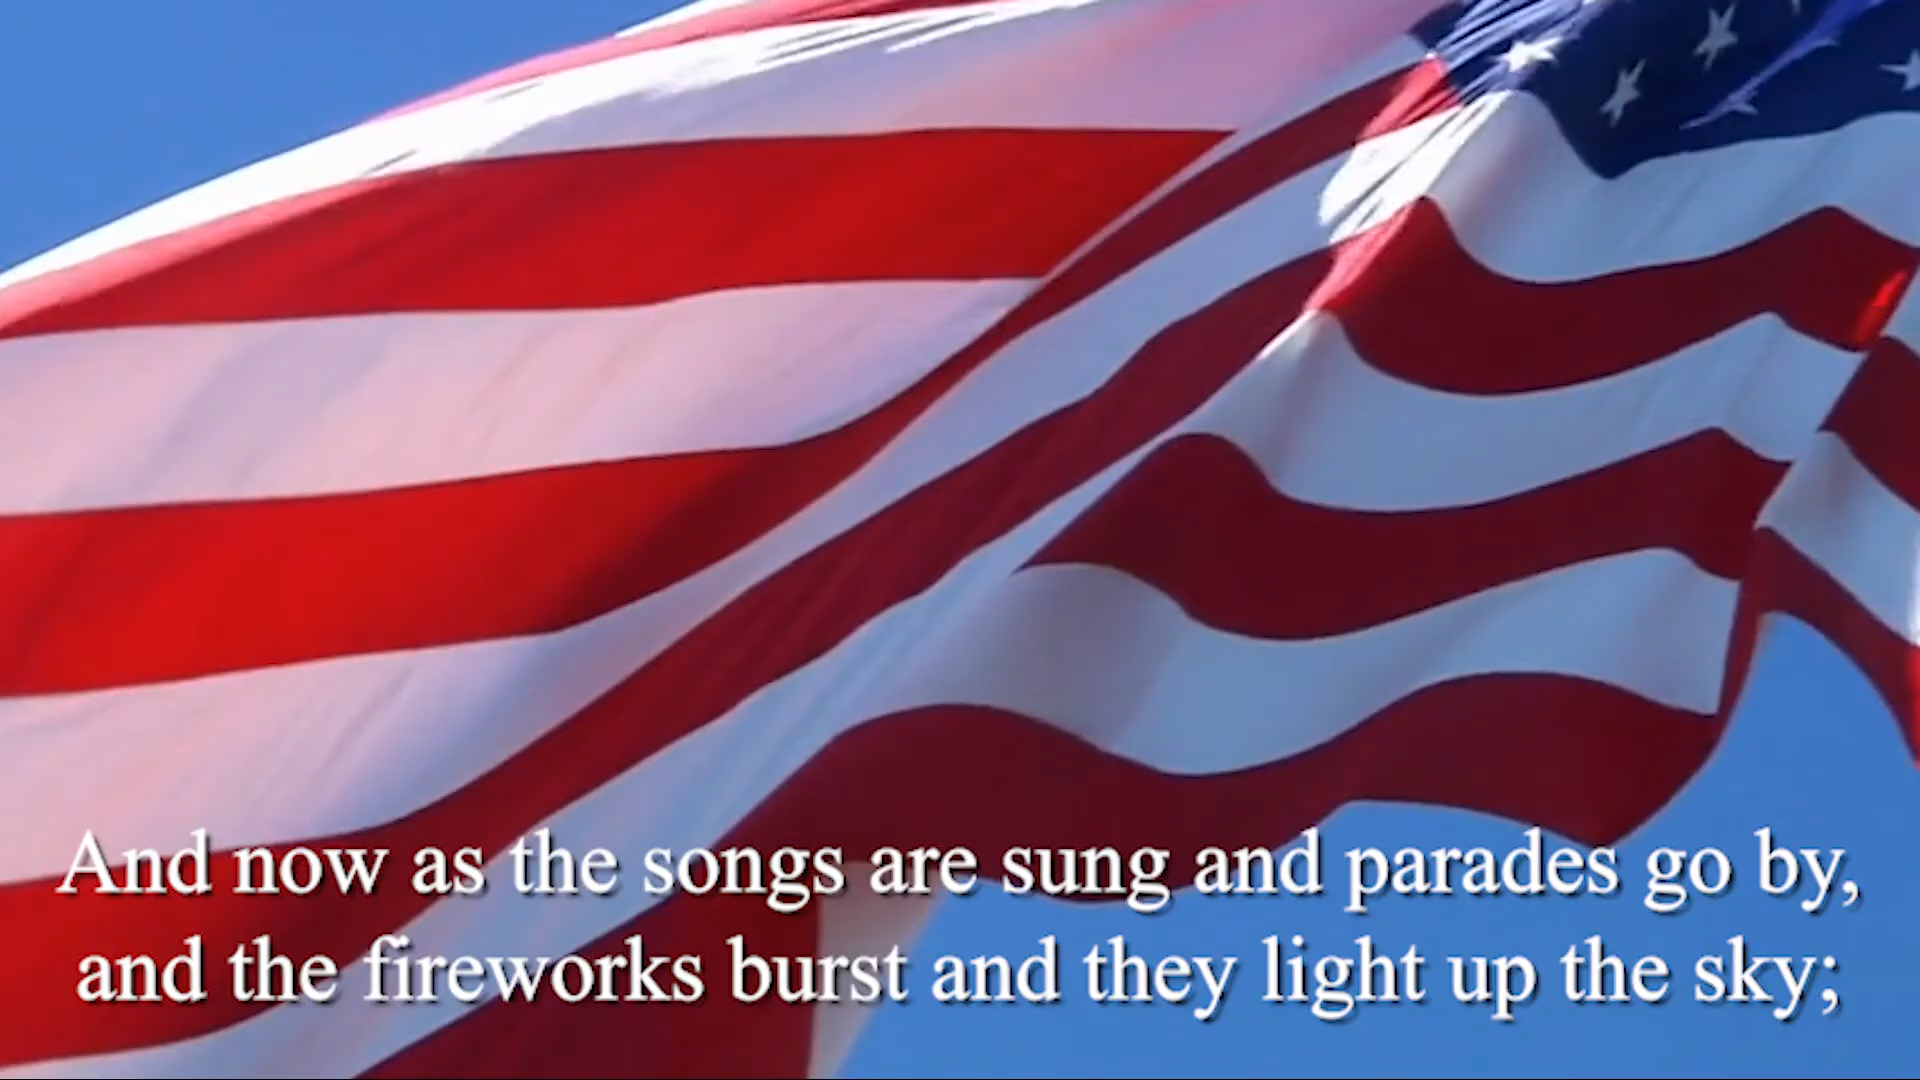 And now as the songs are sung and parades go by,
and the fireworks burst and they light up the sky;